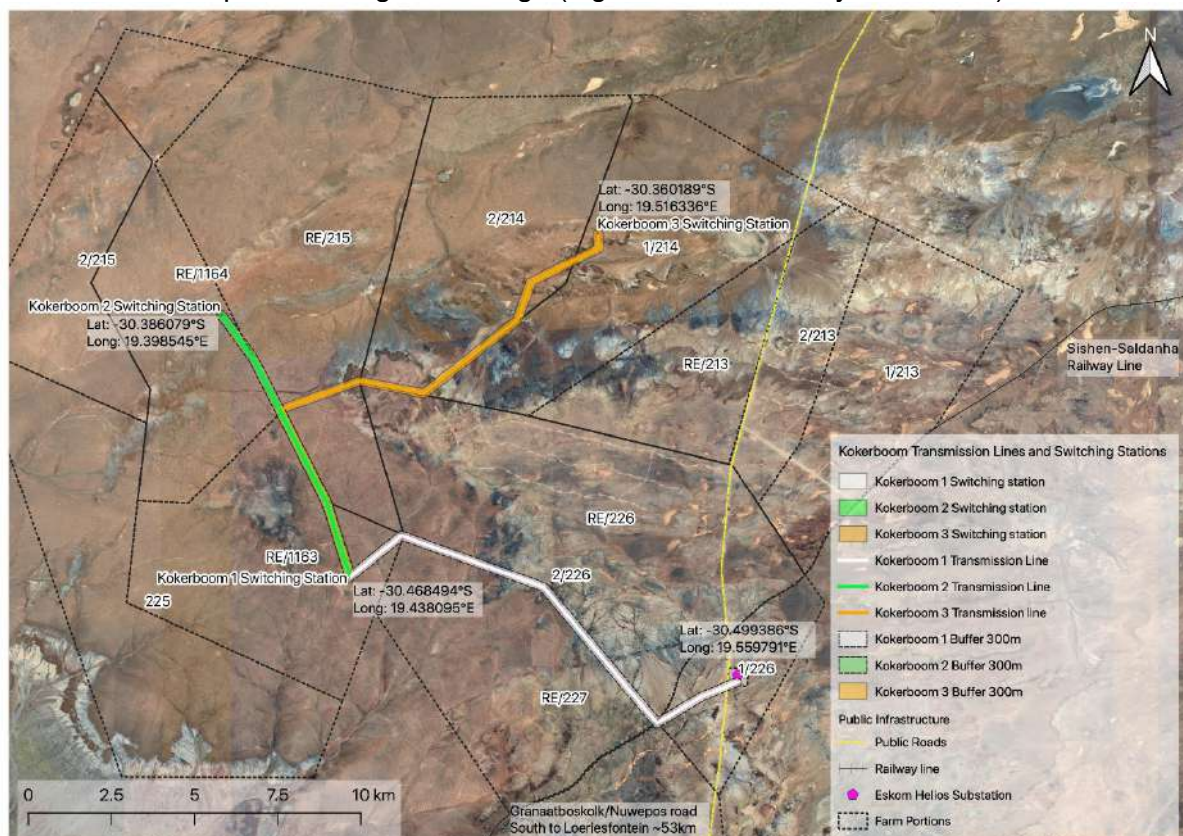 N
Lat: -30.360189°S
Long: 19.516336°E
Kokerboom 3 Switching Station
2/214
1/214
RE/215
2/215
RE/1164
Kokerboom 2 Switching Station
Lat: -30.386079°S
Long: 19.398545°E
2/213
RE/213
1/213
Sishen-Saldanha
Railway Line
RE/226
RE/1163
Kokerboom 1 Switching Station
2/226
Lat: -30.468494°S
Long: 19.438095°E
225
Lat: -30.499386°S
Long: 19.559791°E
1/226
RE/227
Kokerboom Transmission Lines and Switching Stations
Kokerboom 1 Switching station
Kokerboom 2 Switching station
Kokerboom 3 Switching station
Kokerboom 1 Transmission Line
Kokerboom 2 Transmission Line
Kokerboom 3 Transmission line
Kokerboom 1 Buffer 300m
Kokerboom 2 Buffer 300m
Kokerboom 3 Buffer 300m
Public Infrastructure
Public Roads
Railway line
Eskom Helios Substation
Farm Portions
0 2.5 5 7.5 10 km
Granaatboskolk/Nuwepos road
South to Loeriesfontein ~53km